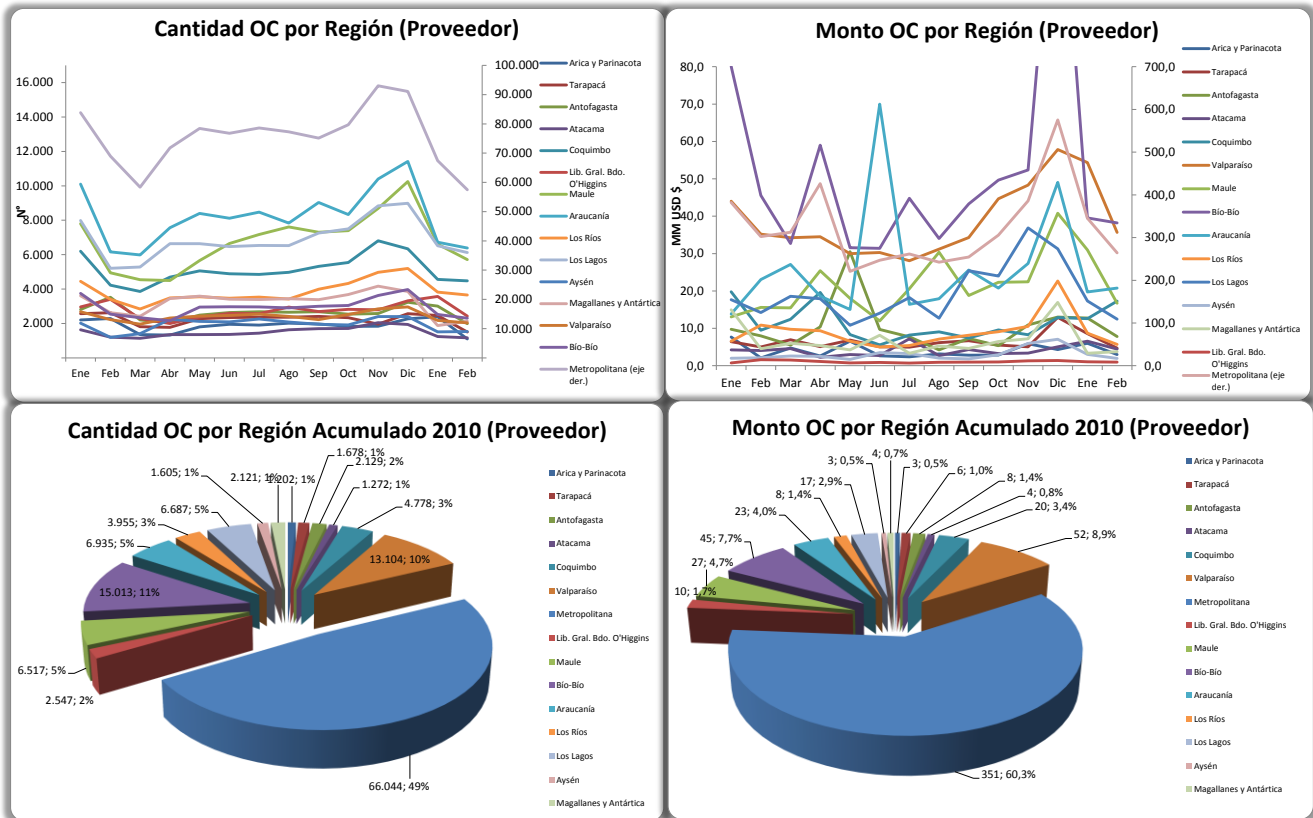 Cantidad OC por Región (Proveedor)
16.000
14.000
12.000
10.000
8.000
6.000
4.000
2.000
N°
100.000
90.000
80.000
70.000
60.000
50.000
40.000
30.000
20.000
10.000
Ene Feb Mar Abr May Jun Jul Ago Sep Oct Nov Dic Ene Feb
Arica y Parinacota
Tarapacá
Antofagasta
Atacama
Coquimbo
Lib. Gral. Bdo. O'Higgins
Maule
Araucanía
Los Ríos
Los Lagos
Aysén
Magallanes y Antártica
Valparaíso
Bío-Bío
Metropolitana (eje der.)
Monto OC por Región (Proveedor)
80,0
70,0
60,0
50,0
40,0
30,0
20,0
10,0
0,0
MM USD $
700,0
600,0
500,0
400,0
300,0
200,0
100,0
0,0
Ene Feb Mar Abr May Jun Jul Ago Sep Oct Nov Dic Ene Feb
Arica y Parinacota
Tarapacá
Antofagasta
Atacama
Coquimbo
Valparaíso
Maule
Bío-Bío
Araucanía
Los Ríos
Los Lagos
Aysén
Magallanes y Antártica
Lib. Gral. Bdo. O'Higgins
Metropolitana (eje der.)
Cantidad OC por Región Acumulado 2010 (Proveedor)
1.202; 1%
1.678; 1%
2.129; 2%
1.272; 1%
4.778; 3%
13.104; 10%
66.044; 49%
2.547; 2%
6.517; 5%
15.013; 11%
6.935; 5%
3.955; 3%
6.687; 5%
1.605; 1%
2.121; 1%
Arica y Parinacota
Tarapacá
Antofagasta
Atacama
Coquimbo
Valparaíso
Metropolitana
Lib. Gral. Bdo. O'Higgins
Maule
Bío-Bío
Araucanía
Los Ríos
Los Lagos
Aysén
Magallanes y Antártica
Monto OC por Región Acumulado 2010 (Proveedor)
3; 0,5%
6; 1,0%
8; 1,4%
4; 0,8%
20; 3,4%
52; 8,9%
351; 60,3%
10; 1,7%
27; 4,7%
45; 7,7%
23; 4,0%
8; 1,4%
17; 2,9%
3; 0,5%
4; 0,7%
Arica y Parinacota
Tarapacá
Antofagasta
Atacama
Coquimbo
Valparaíso
Metropolitana
Lib. Gral. Bdo. O'Higgins
Maule
Bío-Bío
Araucanía
Los Ríos
Los Lagos
Aysén
Magallanes y Antártica